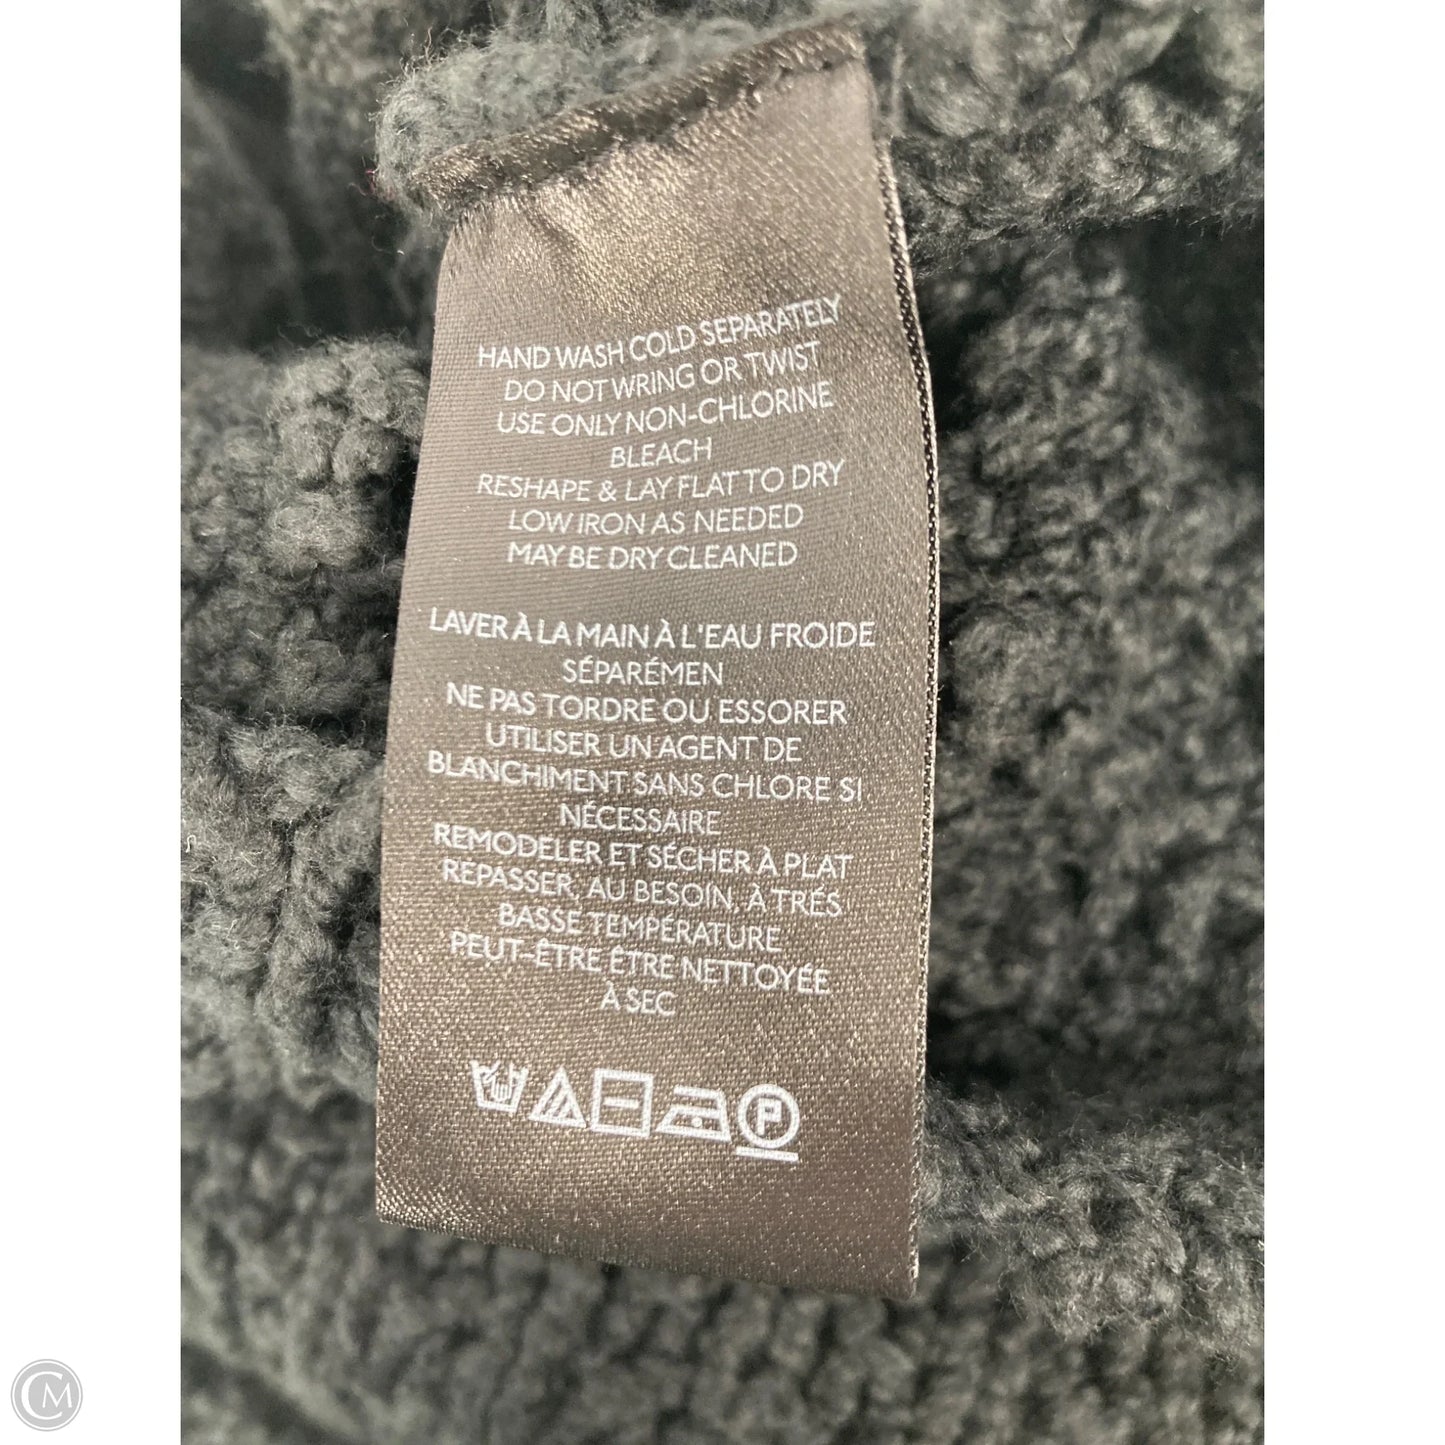 HAND WASH COLD SEPARATELY
DO NOT WRING OR TWIST
USE ONLY NON-CHLORINE
BLEACH
RESHAPE & LAY FLAT TO DRY
LOW IRON AS NEEDED
MAY BE DRY CLEANED
LAVER À LA MAIN À L'EAU FROIDE
SÉPARÉMEN
NE PAS TORDRE OU ESSORER
UTILISER UN AGENT DE
BLANCHIMENT SANS CHLORE SI
NÉCESSAIRE
REMODELER ET SÉCHER À PLAT
REPASSER, AU BESOIN, À TRÉS
BASSE TEMPÉRATURE
PEUT-ÊTRE ÊTRE NETTOYÉE
À SEC
P
CM